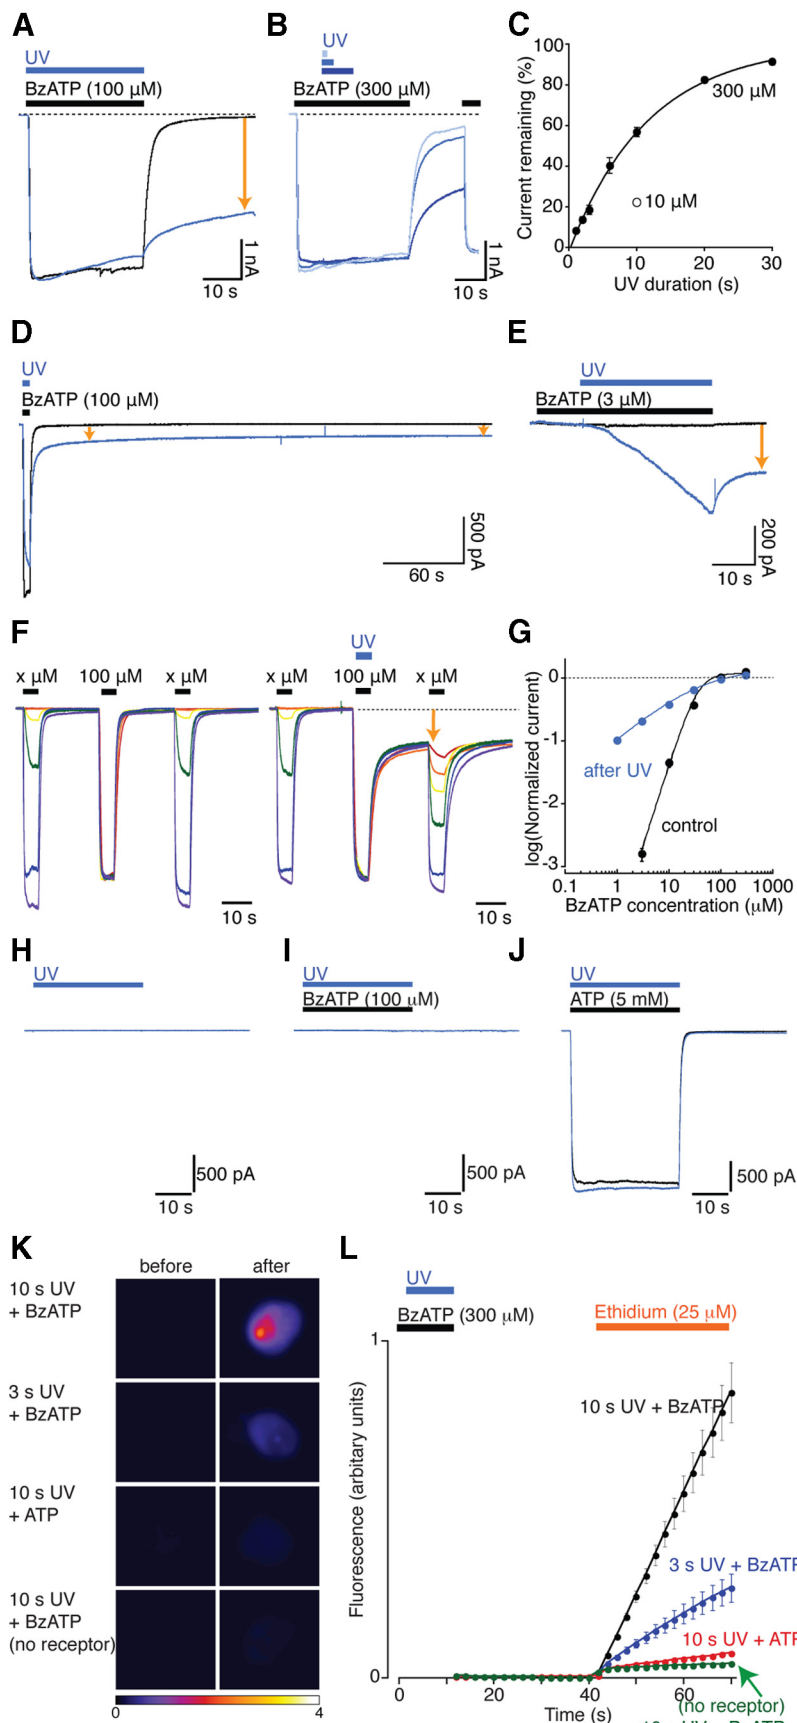 A
UV
BzATP (100 µM)
1 nA
10 s
B
UV
BzATP (300 µM)
1 nA
10 s
C
Current remaining (%)
100
80
60
40
20
0
300 µM
10 µM
0
10
20
30
UV duration (s)
D
UV
BzATP (100 µM)
500 pA
60 s
E
UV
BzATP (3 µM)
200 pA
10 s
F
UV
x µM
100 µM
x µM
x µM
100 µM
x µM
10 s
10 s
G
log(Normalized current)
0
-1
-2
-3
after UV
control
0.1
1
10
100
1000
BzATP concentration (µM)
H
UV
500 pA
10 s
I
UV
BzATP (100 µM)
500 pA
10 s
J
UV
ATP (5 mM)
500 pA
10 s
K
before
after
10 s UV
+ BzATP
3 s UV
+ BzATP
10 s UV
+ ATP
10 s UV
+ BzATP
(no receptor)
0
4
L
UV
BzATP (300 µM)
Ethidium (25 µM)
Fluorescence (arbitary units)
1
0
10 s UV + BzATP
3 s UV + BzATP
10 s UV + ATP
(no receptor)
0
20
40
60
Time (s)